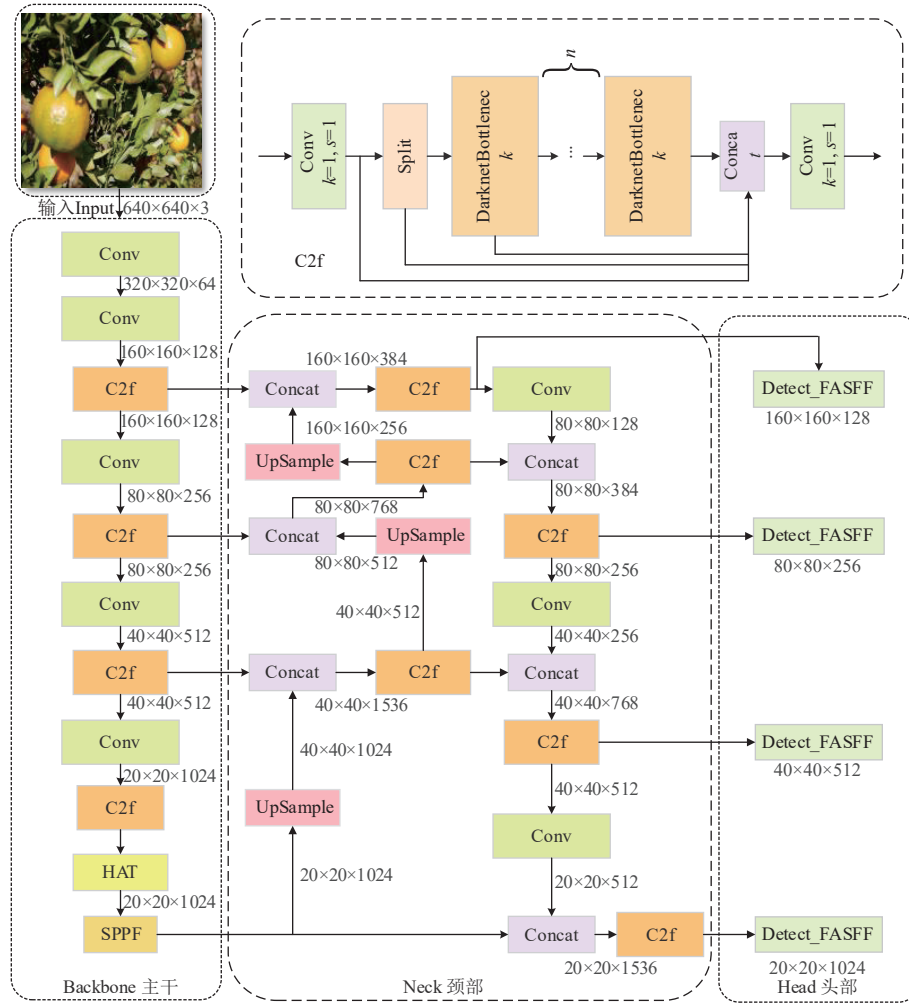 输入Input 640×640×3
Conv
320×320×64
Conv
160×160×128
C2f
160×160×128
Conv
80×80×256
C2f
80×80×256
Conv
40×40×512
C2f
40×40×512
Conv
20×20×1024
C2f
HAT
20×20×1024
SPPF
Backbone 主干
Conv
k=1, s=1
Split
DarknetBottlenec
k
n
...
DarknetBottlenec
k
Conca
t
Conv
k=1, s=1
C2f
160×160×384
Concat
C2f
Conv
160×160×256
80×80×128
UpSample
C2f
Concat
80×80×768
80×80×384
Concat
UpSample
C2f
80×80×512
80×80×256
40×40×512
Conv
40×40×256
Concat
C2f
Concat
40×40×1536
40×40×768
40×40×1024
C2f
40×40×512
UpSample
Conv
20×20×1024
20×20×512
Concat
C2f
20×20×1536
Neck 颈部
Detect_FASFF
160×160×128
Detect_FASFF
80×80×256
Detect_FASFF
40×40×512
Detect_FASFF
20×20×1024
Head 头部